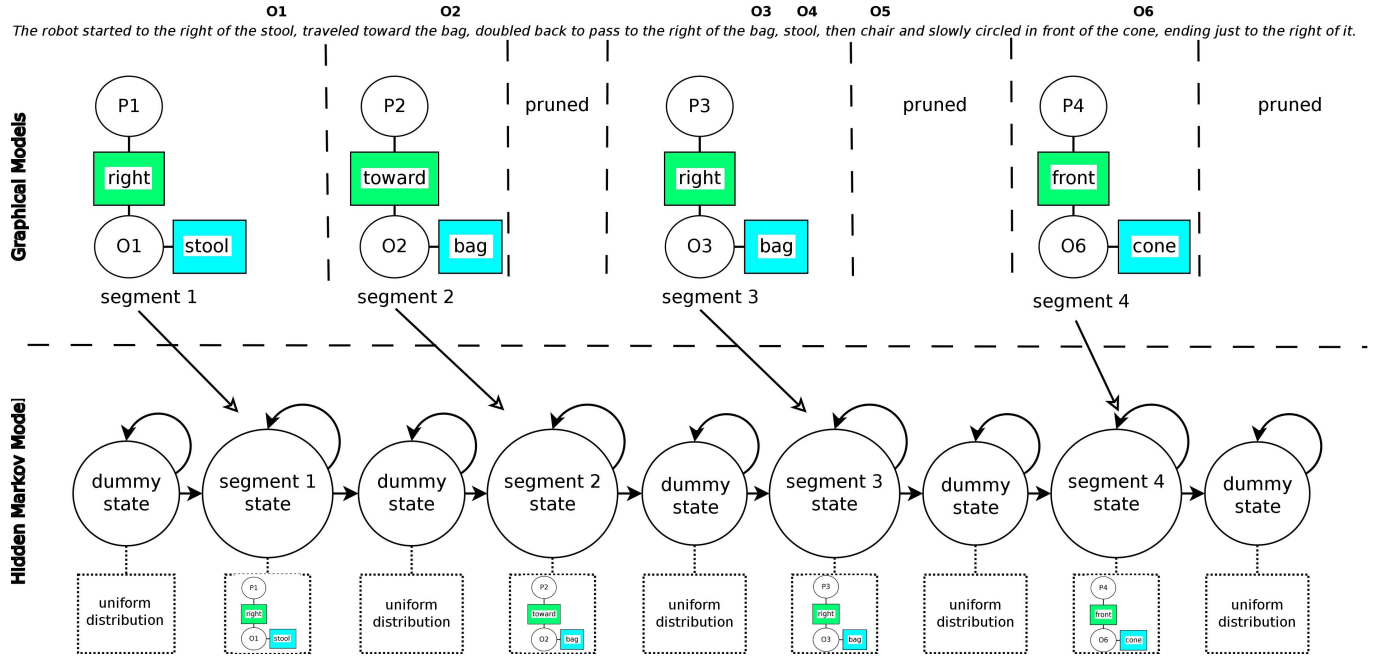 O1 O2 O3 O4 O5 O6
The robot started to the right of the stool, traveled toward the bag, doubled back to pass to the right of the bag, stool, then chair and slowly circled in front of the cone, ending just to the right of it.
Graphical Models
P1 P2 pruned P3 pruned P4 pruned
right toward right front
O1 stool O2 bag O3 bag O6 cone
segment 1 segment 2 segment 3 segment 4
Hidden Markov Model
dummy segment 1 dummy segment 2 dummy segment 3 dummy segment 4 dummy
state state state state state state state state state
P1 P2 P3 P4
uniform right uniform toward uniform right uniform front uniform
distribution distribution distribution distribution distribution
O1 stool O2 bag O3 bag O6 cone